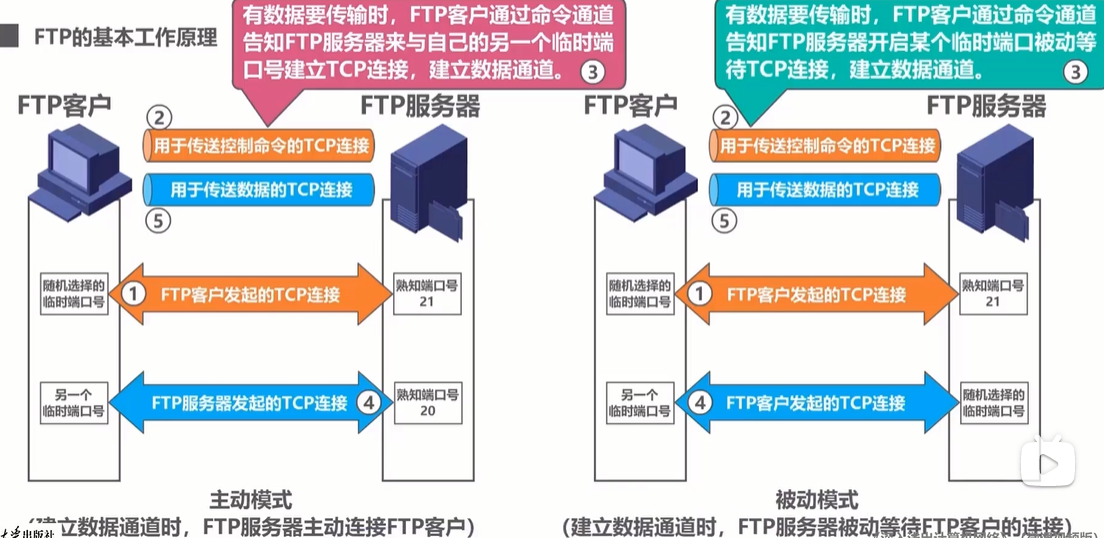 FTP的基本工作原理
有数据要传输时，FTP客户通过命令通道
告知FTP服务器来与自己的另一个临时端
口号建立TCP连接，建立数据通道。 ③
FTP客户
FTP服务器
②
用于传送控制命令的TCP连接
用于传送数据的TCP连接
⑤
随机选择的
临时端口号
① FTP客户发起的TCP连接
熟知端口号
21
另一个
临时端口号
FTP服务器发起的TCP连接 ④
熟知端口号
20
主动模式
(建立数据通道时，FTP服务器主动连接FTP客户)
大学出版社
有数据要传输时，FTP客户通过命令通道
告知FTP服务器开启某个临时端口被动等
待TCP连接，建立数据通道。 ③
FTP客户
FTP服务器
②
用于传送控制命令的TCP连接
用于传送数据的TCP连接
⑤
随机选择的
临时端口号
① FTP客户发起的TCP连接
熟知端口号
21
另一个
临时端口号
④ FTP客户发起的TCP连接
随机选择的
临时端口号
被动模式
(建立数据通道时，FTP服务器被动等待FTP客户的连接)